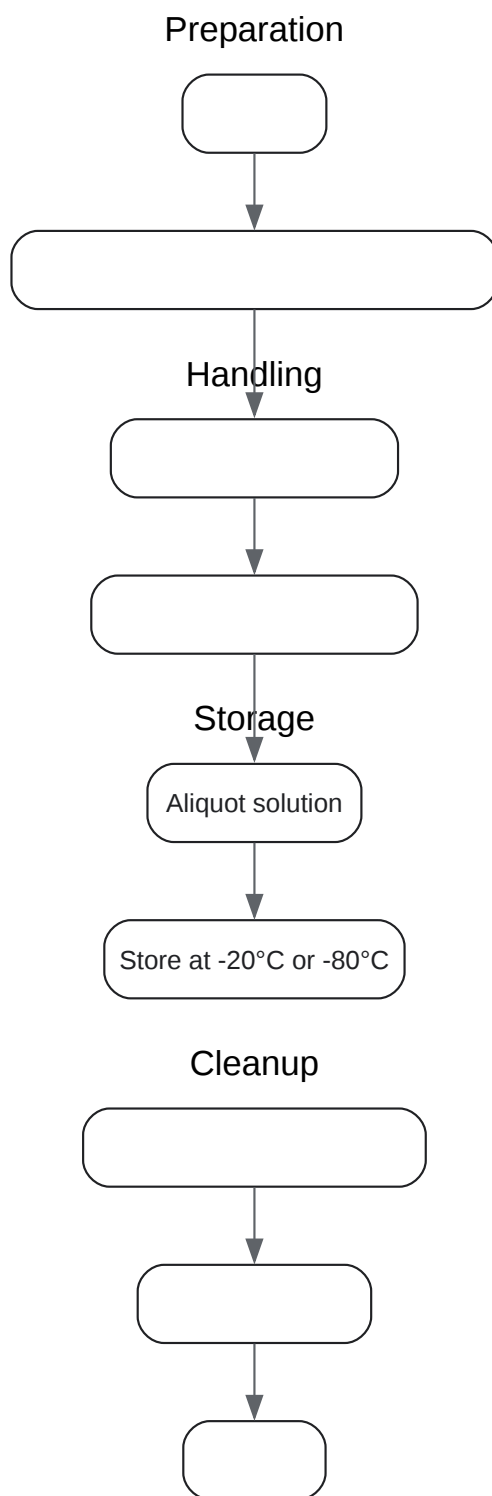 Preparation
Handling
Storage
Aliquot solution
Store at -20°C or -80°C
Cleanup